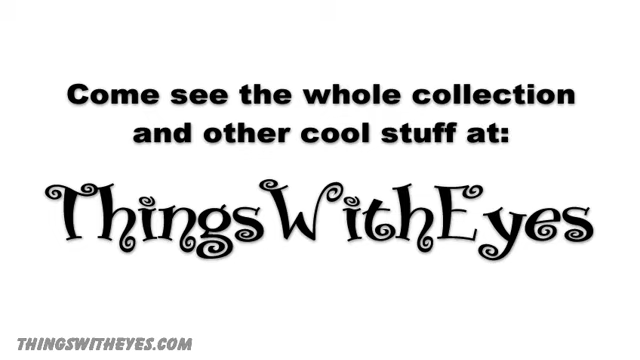 Come see the whole collection
and other cool stuff at:
ThingsWithEyes
THINGSWITHEYES.COM